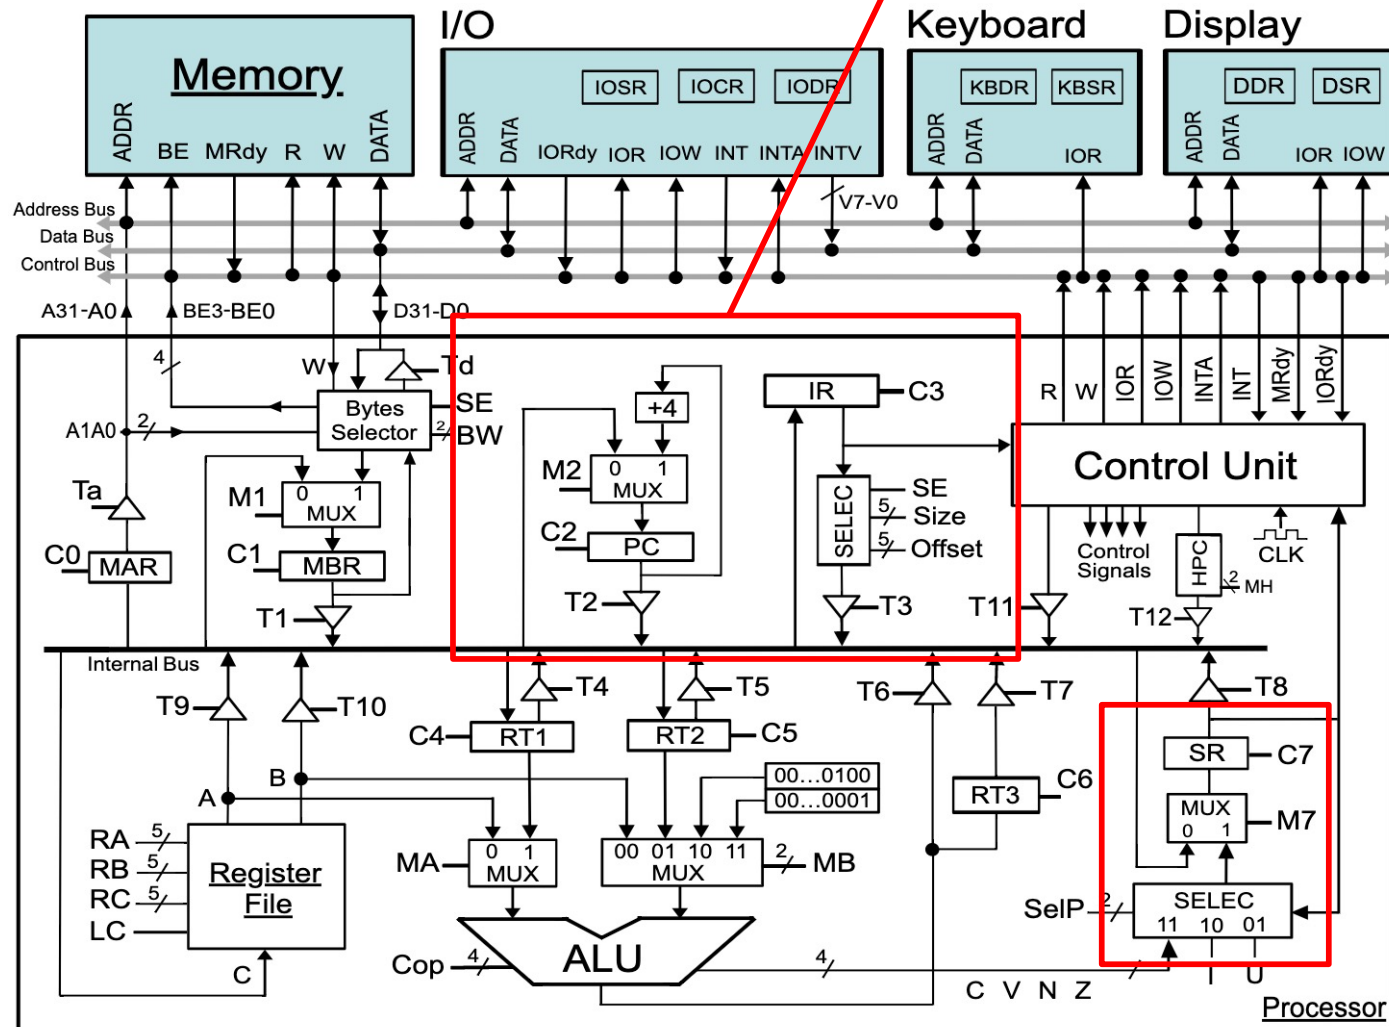 I/O Keyboard Display
Memory
IOSR IOCR IODR
KBDR KBSR
DDR DSR
ADDR BE MRdy R W DATA
ADDR DATA IORdy IOR IOW INT INTA INTV
ADDR DATA IOR
ADDR DATA IOR IOW
V7-V0
Address Bus
Data Bus
Control Bus
A31-A0 BE3-BE0 D31-D0
4 W Td
R W IOR IOW INTA INT MRdy IORdy
Bytes
Selector
SE
2 BW
A1A0 2
+4
IR C3
Control Unit
M1 0 1
MUX
M2 0 1
MUX
SELEC
SE
5 Size
5 Offset
Ta
C0 MAR
C1 MBR
C2 PC
Control
Signals
HPC
2 MH
CLK
T1 T2 T3 T11 T12
Internal Bus
T9 T10 T4 T5 T6 T7 T8
C4 RT1
RT2 C5
SR C7
A B
00...0100
00...0001
RT3 C6
MUX
0 1
M7
RA 5
RB 5
RC 5
LC
Register
File
MA 0 1
MUX
00 01 10 11
MUX
2 MB
SelP 2
SELEC
11 10 01
Cop 4 ALU 4
C
C V N Z I U
Processor